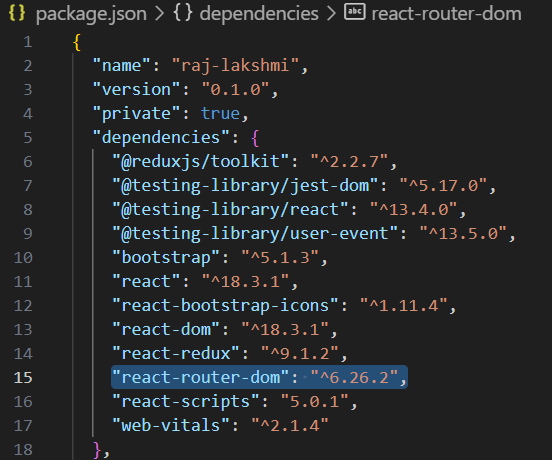 {} package.json > {} dependencies > abc react-router-dom
1 {
2 "name": "raj-lakshmi",
3 "version": "0.1.0",
4 "private": true,
5 "dependencies": {
6 "@reduxjs/toolkit": "^2.2.7",
7 "@testing-library/jest-dom": "^5.17.0",
8 "@testing-library/react": "^13.4.0",
9 "@testing-library/user-event": "^13.5.0",
10 "bootstrap": "^5.1.3",
11 "react": "^18.3.1",
12 "react-bootstrap-icons": "^1.11.4",
13 "react-dom": "^18.3.1",
14 "react-redux": "^9.1.2",
15 "react-router-dom": "^6.26.2",
16 "react-scripts": "5.0.1",
17 "web-vitals": "^2.1.4"
18 },